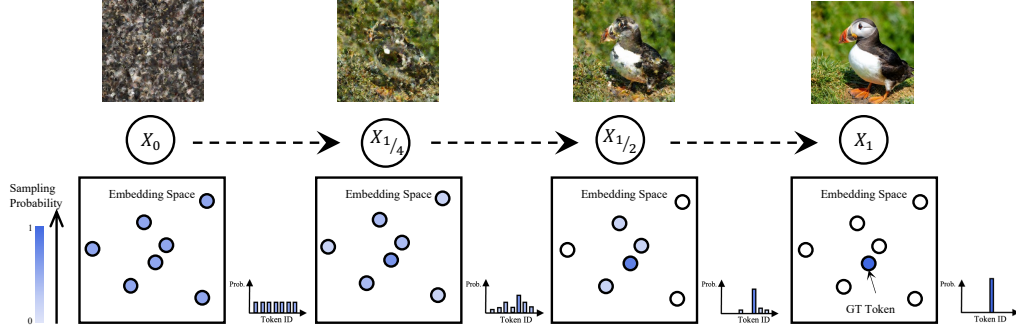 X0
X1/4
X1/2
X1
Sampling
Probability
1
0
Embedding Space
Prob.
Token ID
Embedding Space
Prob.
Token ID
Embedding Space
Prob.
Token ID
Embedding Space
GT Token
Prob.
Token ID